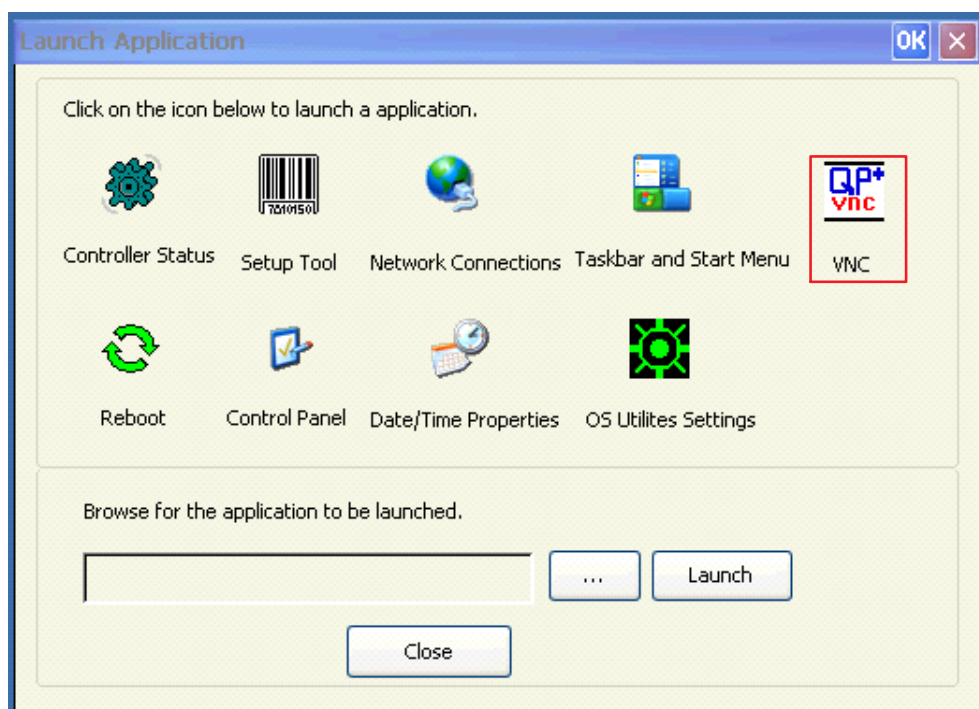 Launch Application OK
Click on the icon below to launch a application.
7810150
QP+
vnc
Controller Status Setup Tool Network Connections Taskbar and Start Menu VNC
Reboot Control Panel Date/Time Properties OS Utilites Settings
Browse for the application to be launched.
... Launch
Close